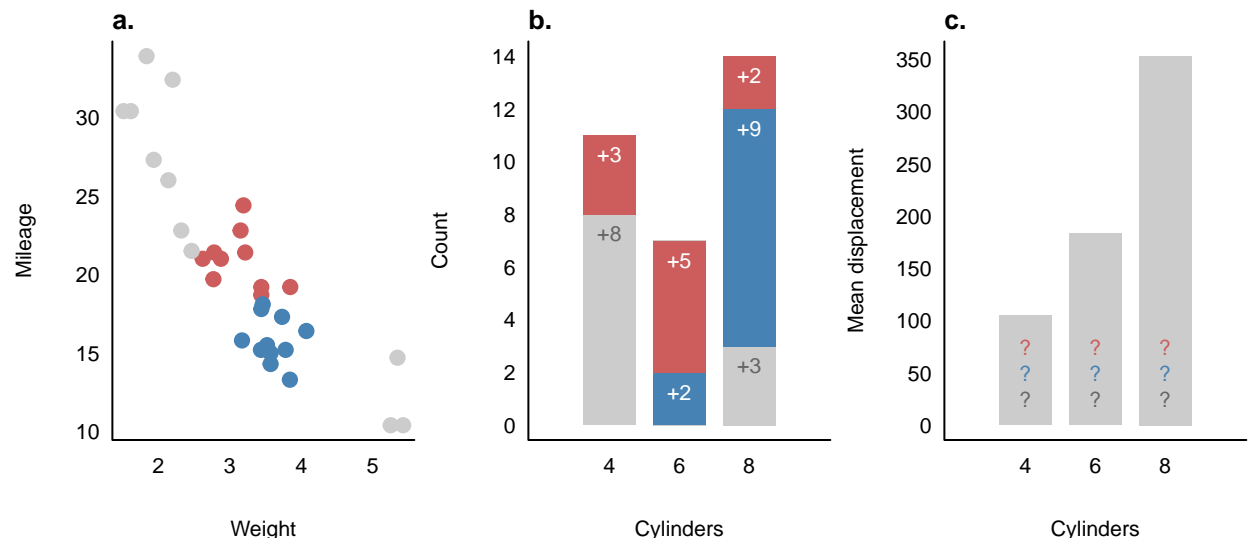 a.
Mileage
30
25
20
15
10
2 3 4 5
Weight
b.
Count
14
12
10
8
6
4
2
0
+3
+8
+5
+2
+2
+9
+3
4 6 8
Cylinders
c.
Mean displacement
350
300
250
200
150
100
50
0
? ? ?
? ? ?
? ? ?
4 6 8
Cylinders